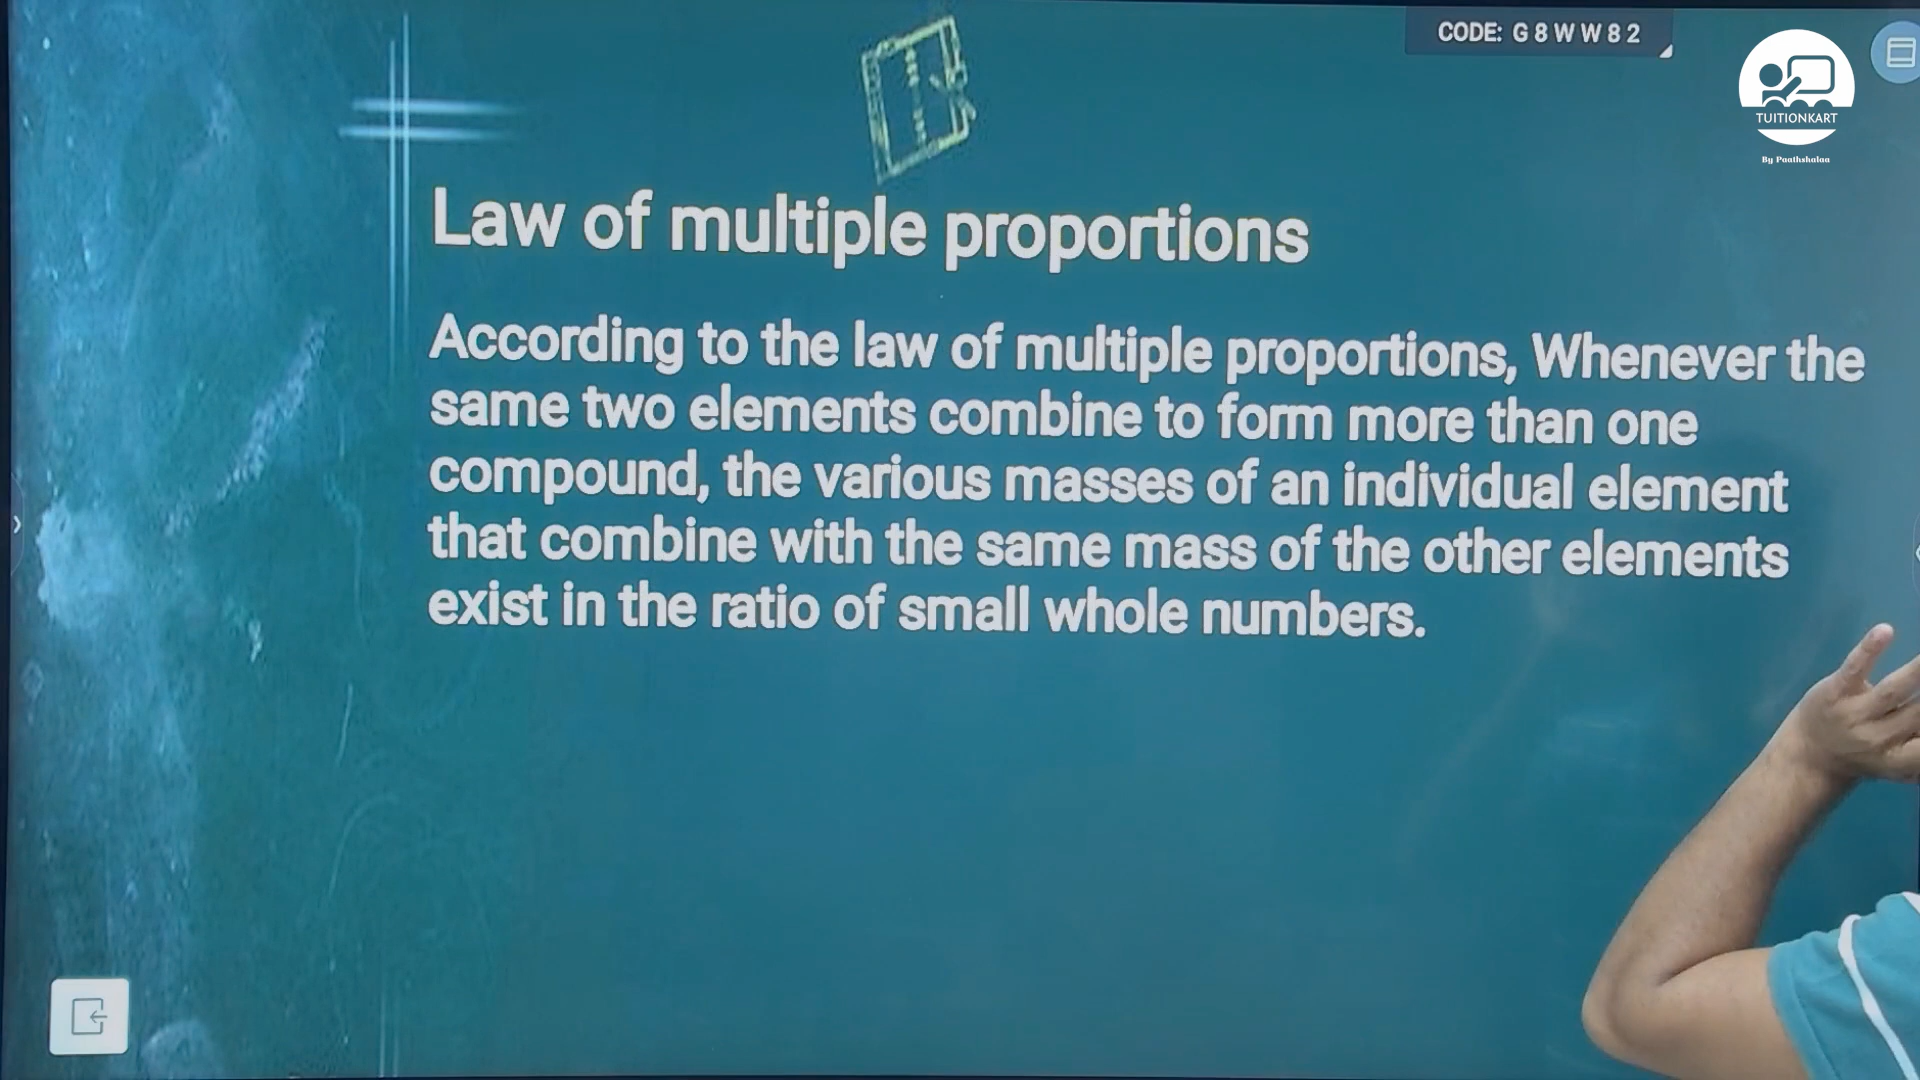 CODE: G 8 W W 8 2
TUITIONKART
By Paathshalaa
Law of multiple proportions
According to the law of multiple proportions, Whenever the
same two elements combine to form more than one
compound, the various masses of an individual element
that combine with the same mass of the other elements
exist in the ratio of small whole numbers.